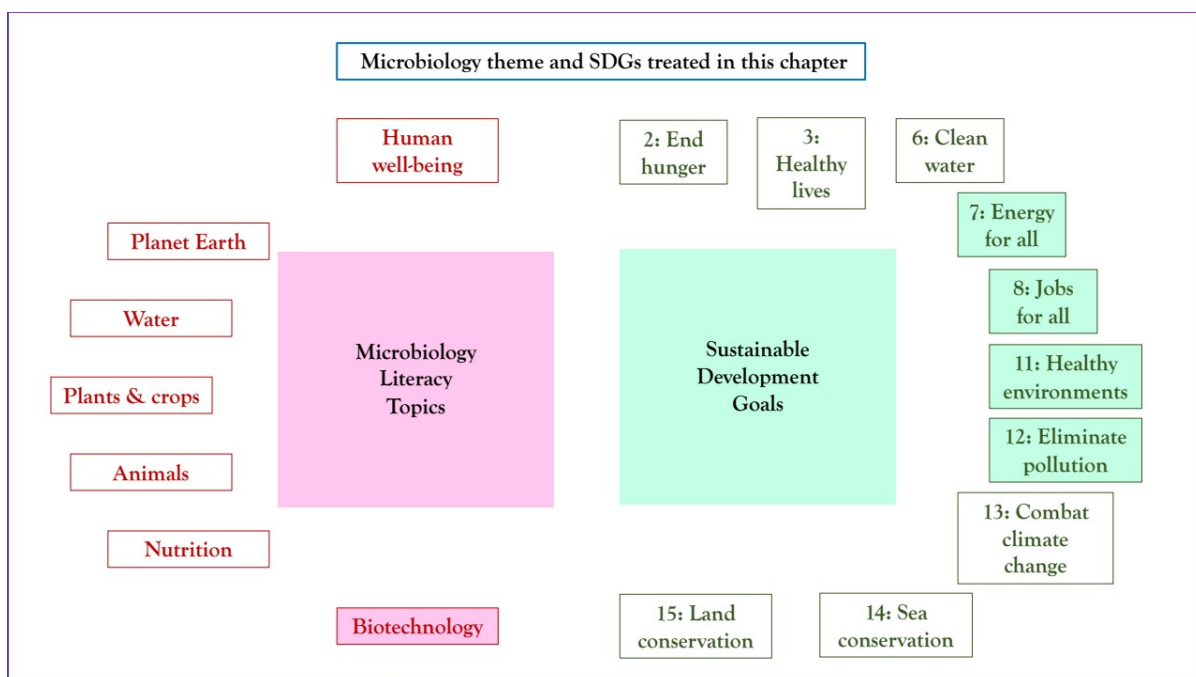 Microbiology theme and SDGs treated in this chapter
Human
well-being
Planet Earth
Water
Plants & crops
Animals
Nutrition
Biotechnology
Microbiology
Literacy
Topics
Sustainable
Development
Goals
2: End
hunger
3:
Healthy
lives
6: Clean
water
7: Energy
for all
8: Jobs
for all
11: Healthy
environments
12: Eliminate
pollution
13: Combat
climate
change
14: Sea
conservation
15: Land
conservation